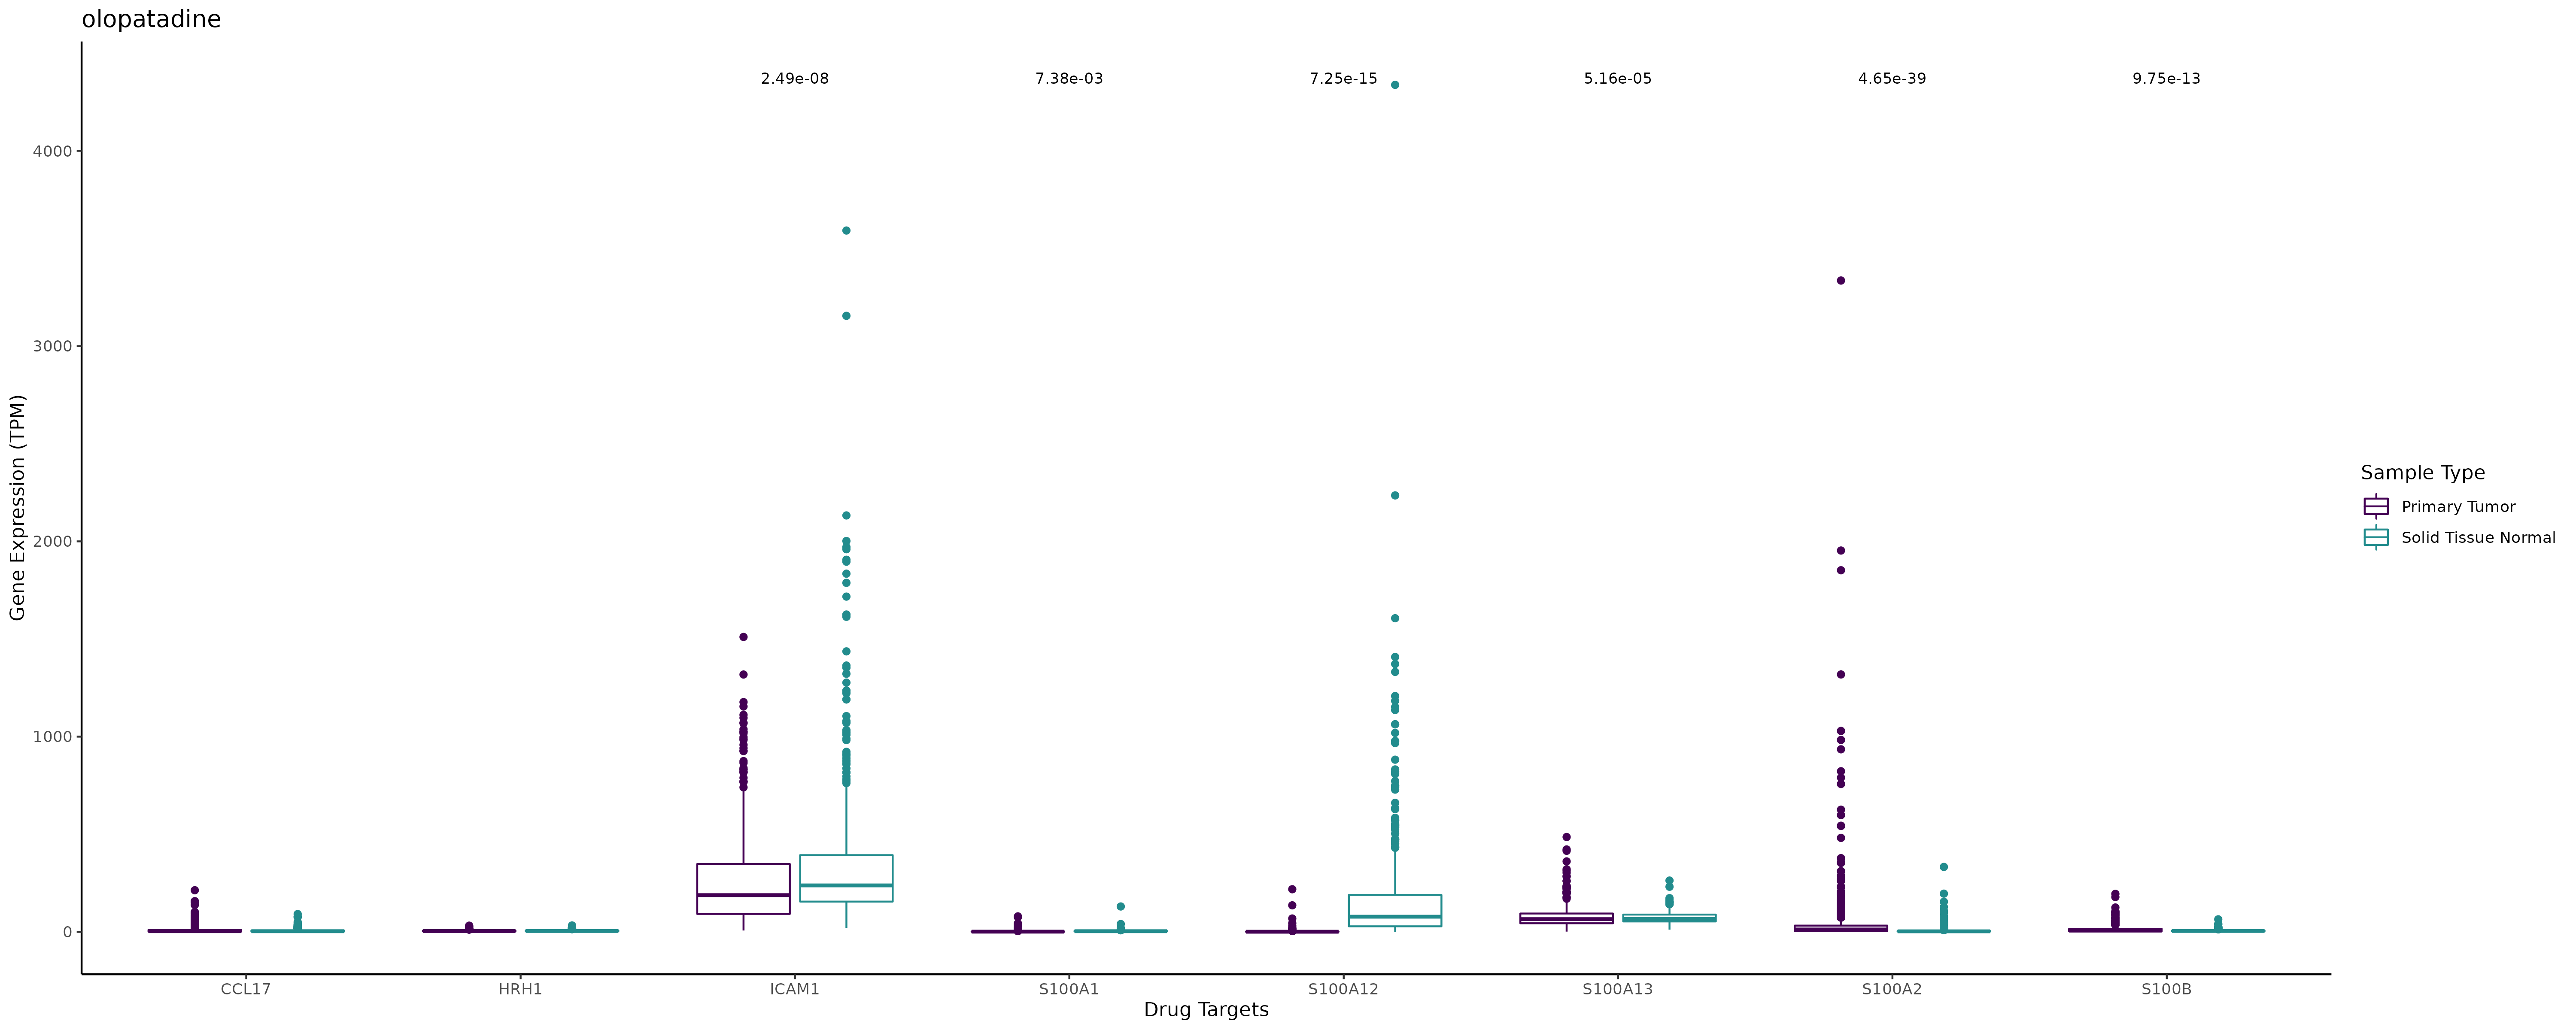 olopatadine
2.49e-08
7.38e-03
7.25e-15
5.16e-05
4.65e-39
9.75e-13
Gene Expression (TPM)
4000
3000
2000
1000
0
Sample Type
Primary Tumor
Solid Tissue Normal
CCL17
HRH1
ICAM1
S100A1
S100A12
S100A13
S100A2
S100B
Drug Targets